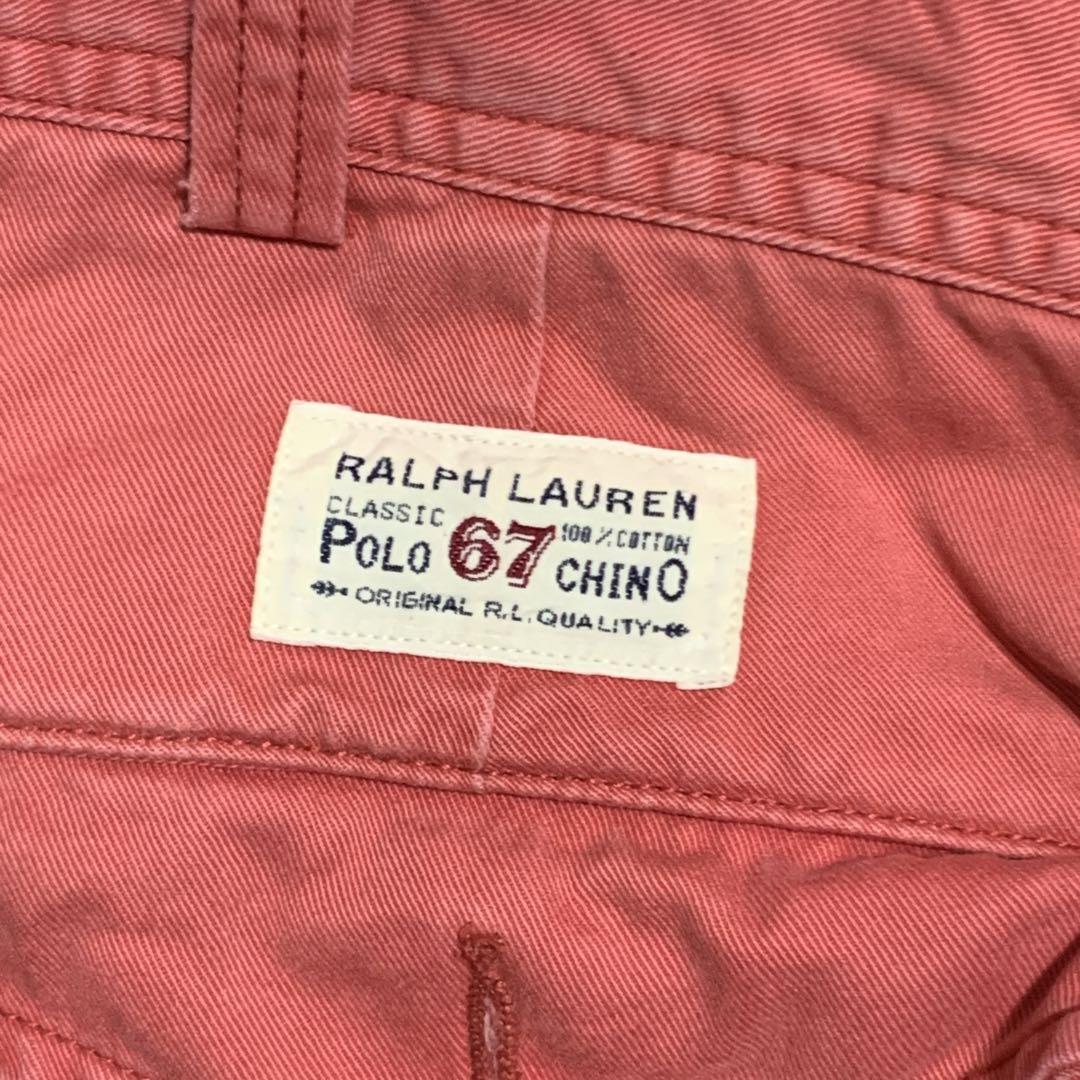 RALPH LAUREN
CLASSIC 67 100% COTTON
POLO CHINO
ORIGINAL R.L. QUALITY